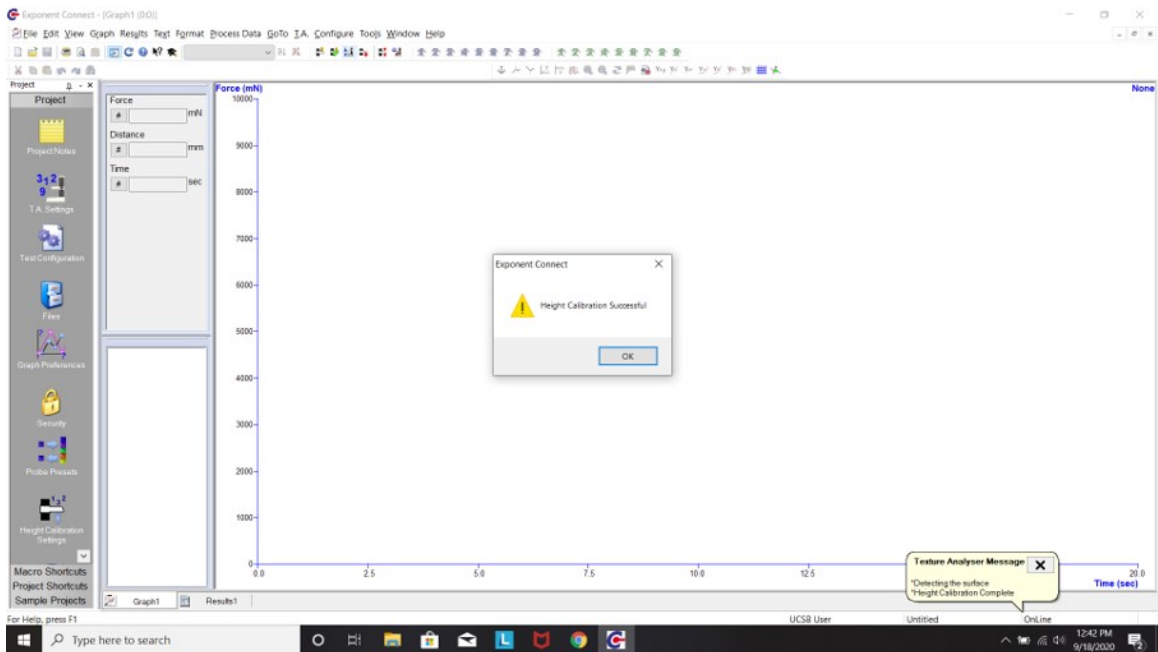 Exponent Connect - [Graph1 (DO)]
File Edit View Graph Results Text Format Process Data GoTo T.A. Configure Tools Window Help
Project
Project
Project Notes
T.A. Settings
Test Configuration
Files
Graph Preferences
Security
Probe Presets
Height Calibration
Settings
Macro Shortcuts
Project Shortcuts
Sample Projects
Force
# mN
Distance
# mm
Time
# sec
Force (mN)
None
10000
9000
8000
7000
6000
5000
4000
3000
2000
1000
0
0.0 2.5 5.0 7.5 10.0 12.5 20.0
Time (sec)
Exponent Connect
Height Calibration Successful
OK
Texture Analyser Message
*Detecting the surface
*Height Calibration Complete
Graph1 Results1
For Help, press F1
UCSB User Untitled OnLine
Type here to search
12:42 PM
9/18/2020